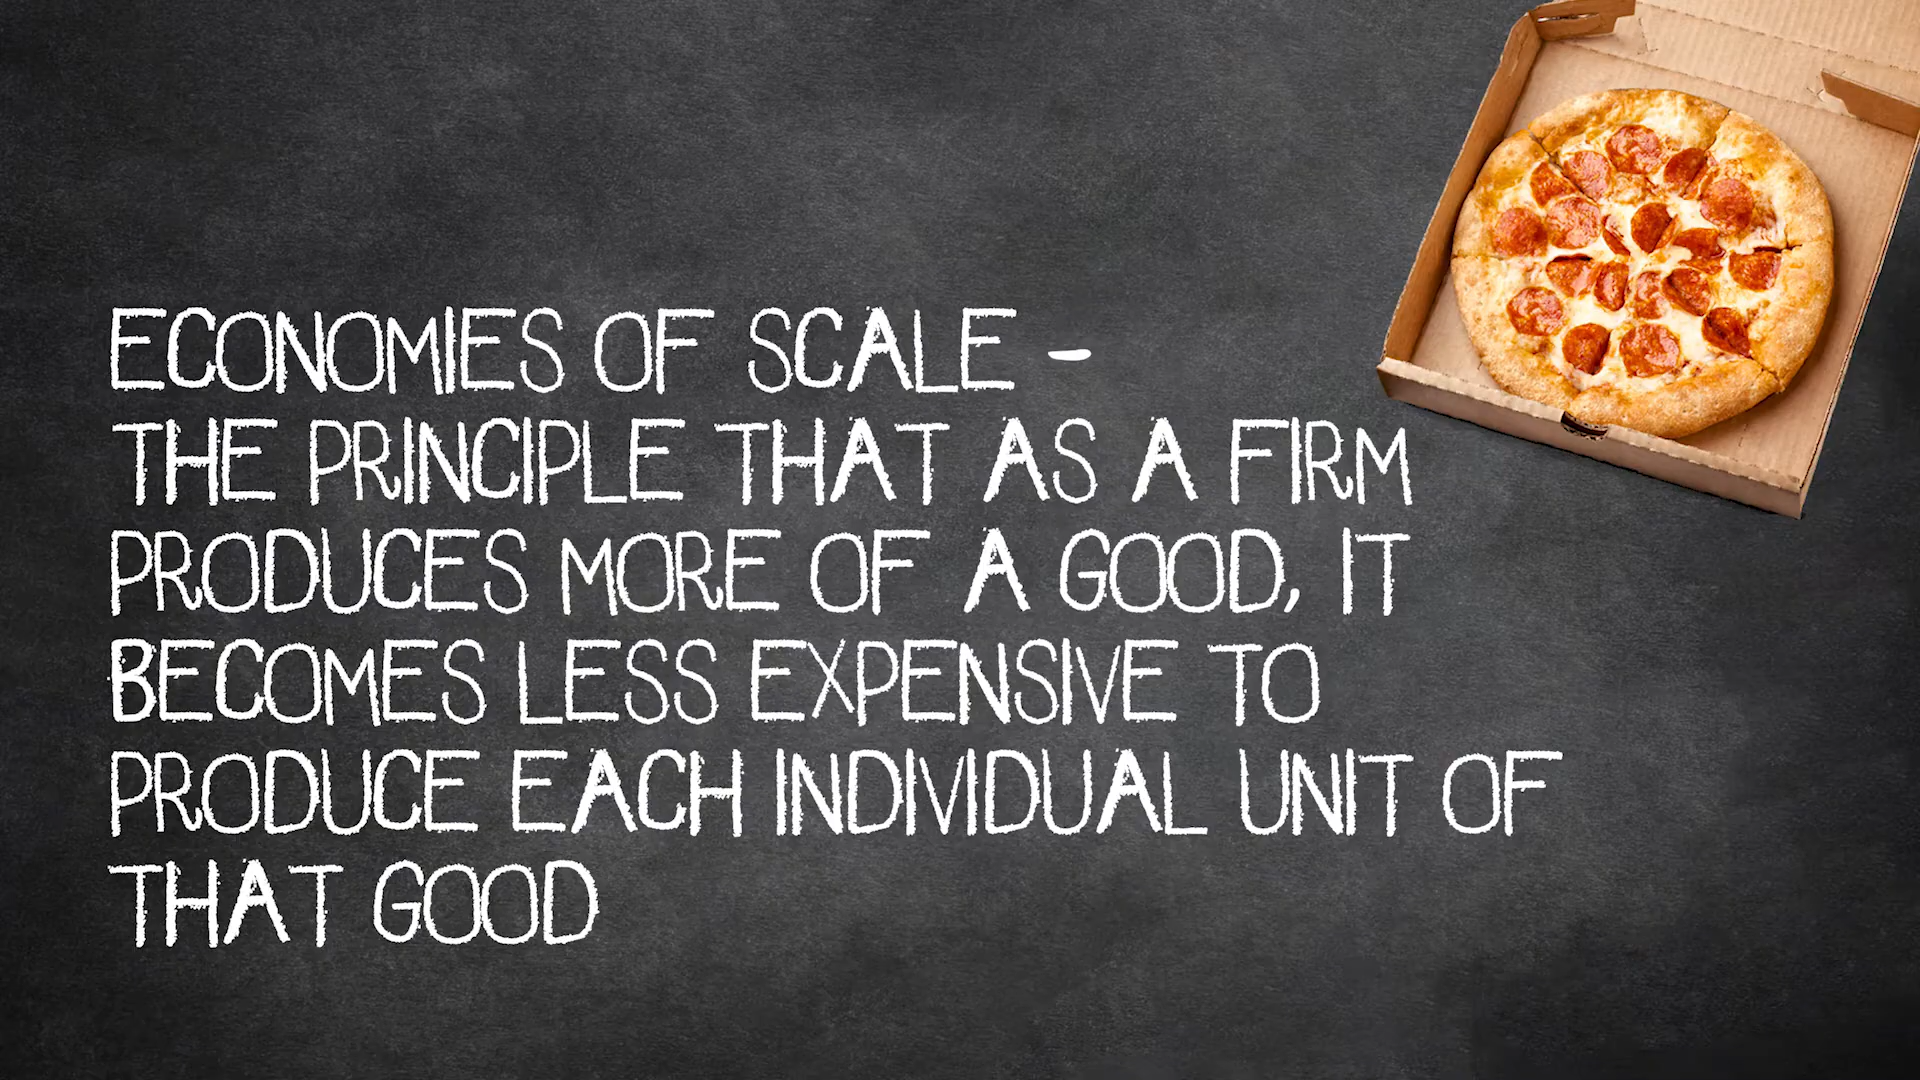 ECONOMIES OF SCALE -
THE PRINCIPLE THAT AS A FIRM
PRODUCES MORE OF A GOOD, IT
BECOMES LESS EXPENSIVE TO
PRODUCE EACH INDIVIDUAL UNIT OF
THAT GOOD